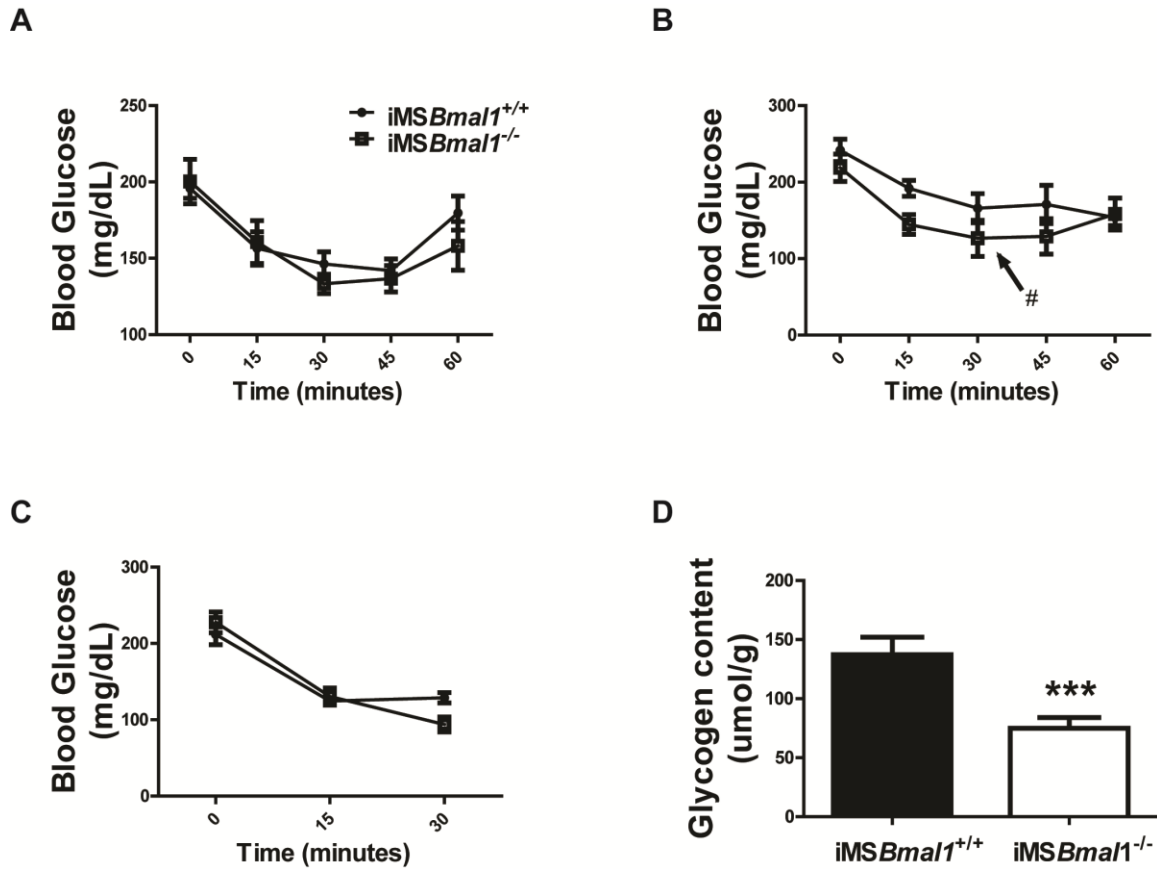 A
Blood Glucose
(mg/dL)
250
200
150
100
0
15
30
45
60
Time (minutes)
iMSBmal1+/+
iMSBmal1-/-
B
Blood Glucose
(mg/dL)
300
200
100
0
#
0
15
30
45
60
Time (minutes)
C
Blood Glucose
(mg/dL)
300
200
100
0
0
15
30
Time (minutes)
D
Glycogen content
(umol/g)
200
150
100
50
0
***
iMSBmal1+/+
iMSBmal1-/-